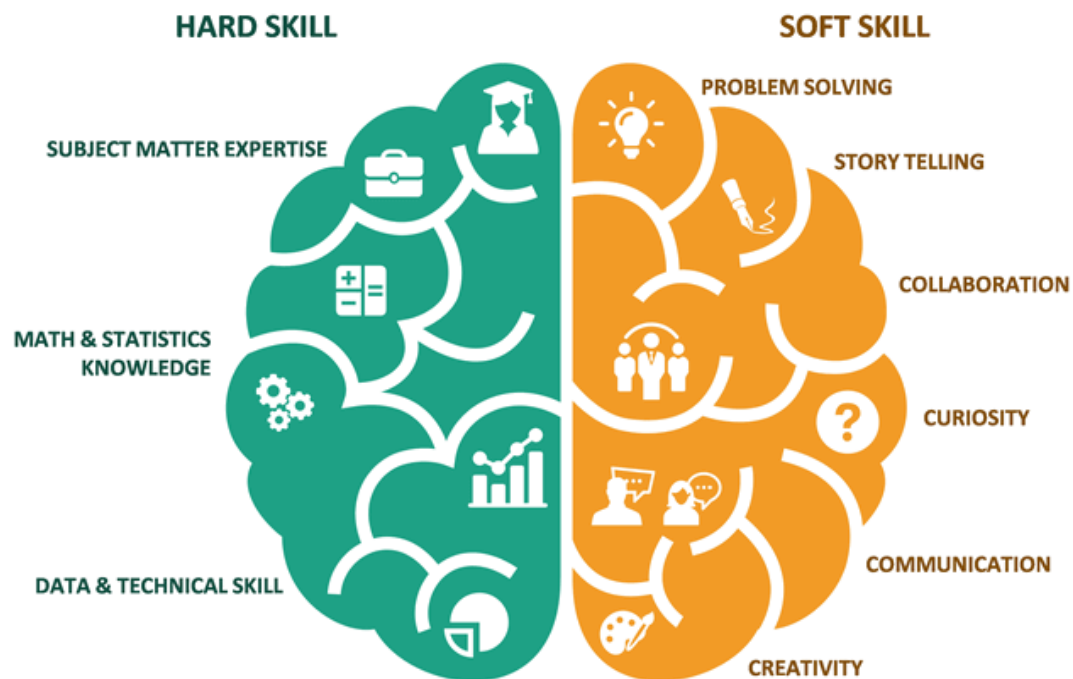 HARD SKILL
SUBJECT MATTER EXPERTISE
MATH & STATISTICS
KNOWLEDGE
DATA & TECHNICAL SKILL
SOFT SKILL
PROBLEM SOLVING
STORY TELLING
COLLABORATION
CURIOSITY
COMMUNICATION
CREATIVITY